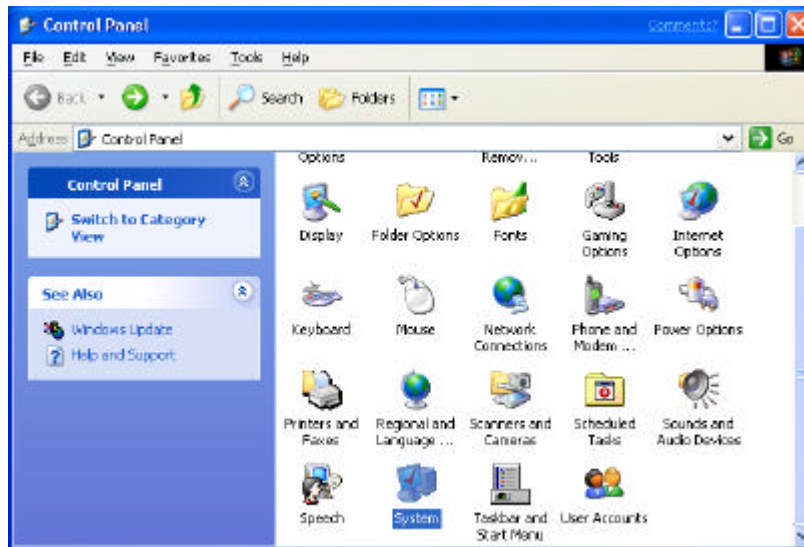 Control Panel
Comments?
File Edit View Favorites Tools Help
Back Search Folders
Address Control Panel Go
Options Remov... Tools
Control Panel
Switch to Category
View
See Also
Windows Update
Help and Support
Display Folder Options Fonts Gaming Options Internet Options
Keyboard Mouse Network Connections Phone and Modem ... Power Options
Printers and Faxes Regional and Language ... Scanners and Cameras Scheduled Tasks Sounds and Audio Devices
Speech System Taskbar and Start Menu User Accounts